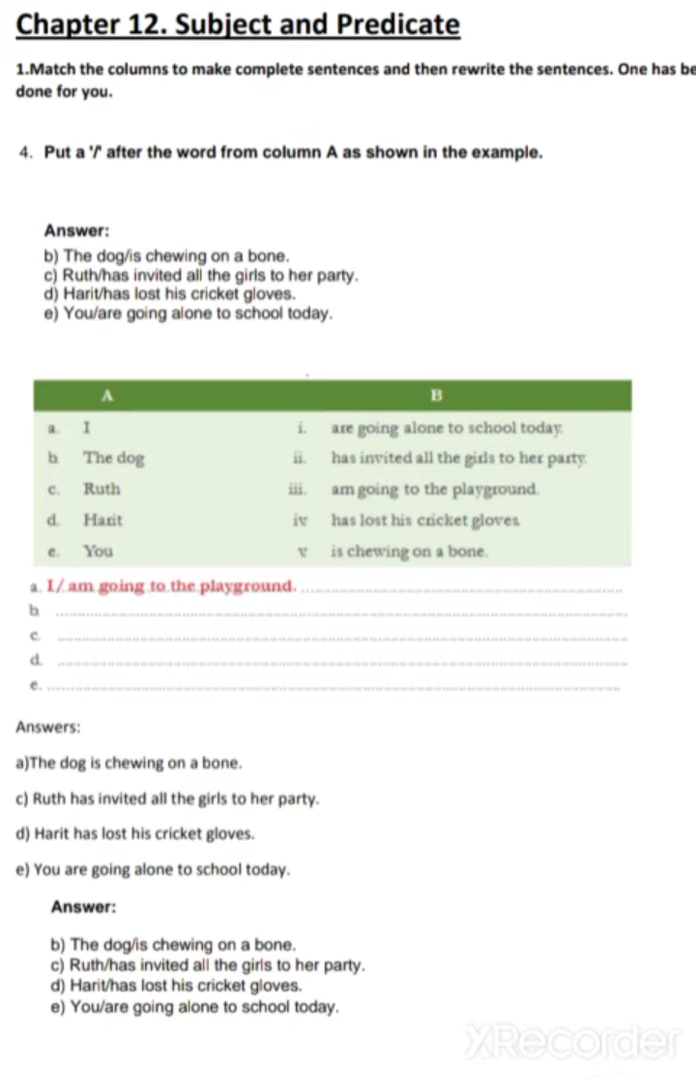 Chapter 12. Subject and Predicate
1.Match the columns to make complete sentences and then rewrite the sentences. One has be
done for you.
4. Put a '/' after the word from column A as shown in the example.
Answer:
b) The dog/is chewing on a bone.
c) Ruth/has invited all the girls to her party.
d) Harit/has lost his cricket gloves.
e) You/are going alone to school today.
A B
a. I i. are going alone to school today.
b The dog ii. has invited all the girls to her party.
c. Ruth iii. am going to the playground.
d. Harit iv has lost his cricket gloves
e. You v is chewing on a bone.
a. I/ am going to the playground.
b
c.
d.
e.
Answers:
a)The dog is chewing on a bone.
c) Ruth has invited all the girls to her party.
d) Harit has lost his cricket gloves.
e) You are going alone to school today.
Answer:
b) The dog/is chewing on a bone.
c) Ruth/has invited all the girls to her party.
d) Harit/has lost his cricket gloves.
e) You/are going alone to school today.
XRecorder